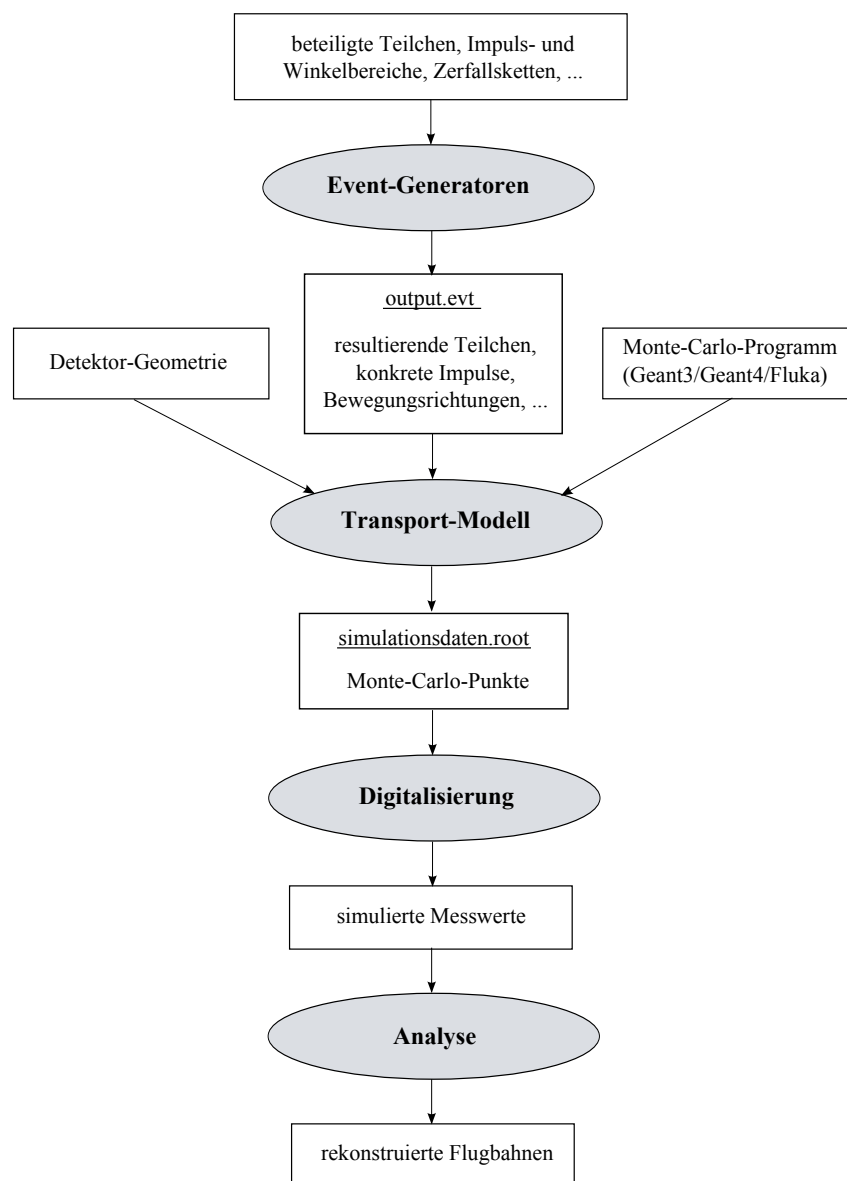 beteiligte Teilchen, Impuls- und
Winkelbereiche, Zerfallsketten, ...
Event-Generatoren
output.evt
resultierende Teilchen,
konkrete Impulse,
Bewegungsrichtungen, ...
Detektor-Geometrie
Monte-Carlo-Programm
(Geant3/Geant4/Fluka)
Transport-Modell
simulationsdaten.root
Monte-Carlo-Punkte
Digitalisierung
simulierte Messwerte
Analyse
rekonstruierte Flugbahnen